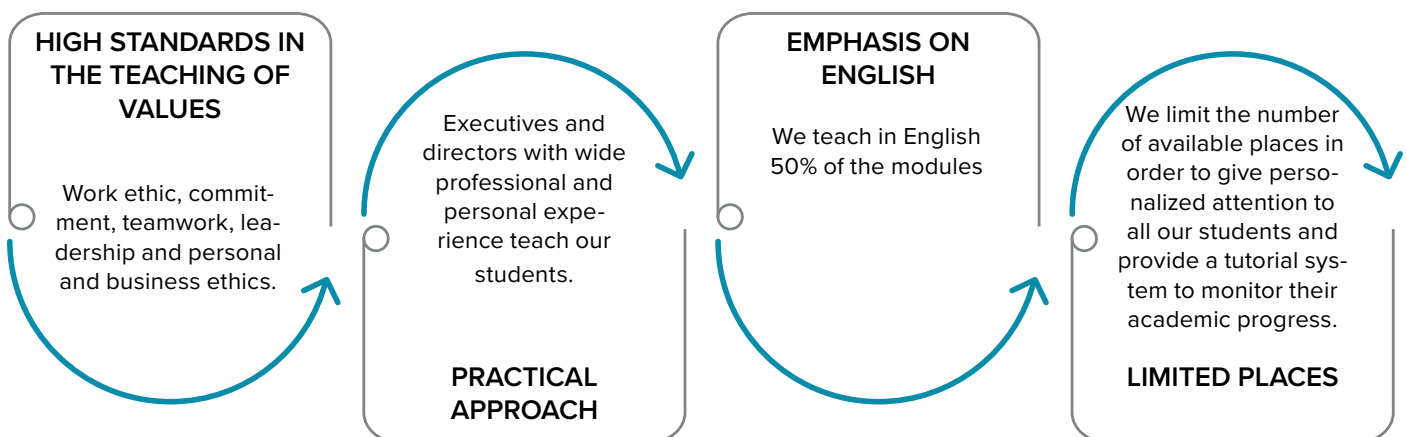 HIGH STANDARDS IN
THE TEACHING OF
VALUES
Work ethic, commit-
ment, teamwork, lea-
dership and personal
and business ethics.
Executives and
directors with wide
professional and
personal expe-
rience teach our
students.
PRACTICAL
APPROACH
EMPHASIS ON
ENGLISH
We teach in English
50% of the modules
We limit the number
of available places in
order to give perso-
nalized attention to
all our students and
provide a tutorial sys-
tem to monitor their
academic progress.
LIMITED PLACES